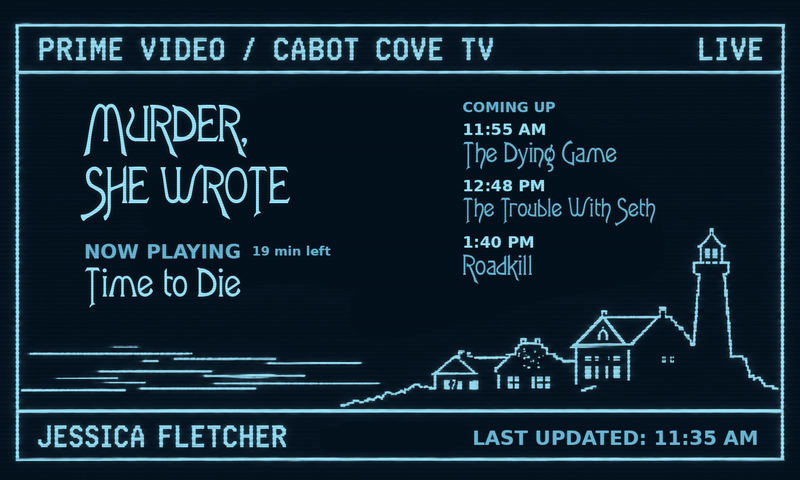 PRIME VIDEO / CABOT COVE TV
LIVE
MURDER,
SHE WROTE
NOW PLAYING 19 min left
Time to Die
COMING UP
11:55 AM
The Dying Game
12:48 PM
The Trouble With Seth
1:40 PM
Roadkill
JESSICA FLETCHER
LAST UPDATED: 11:35 AM